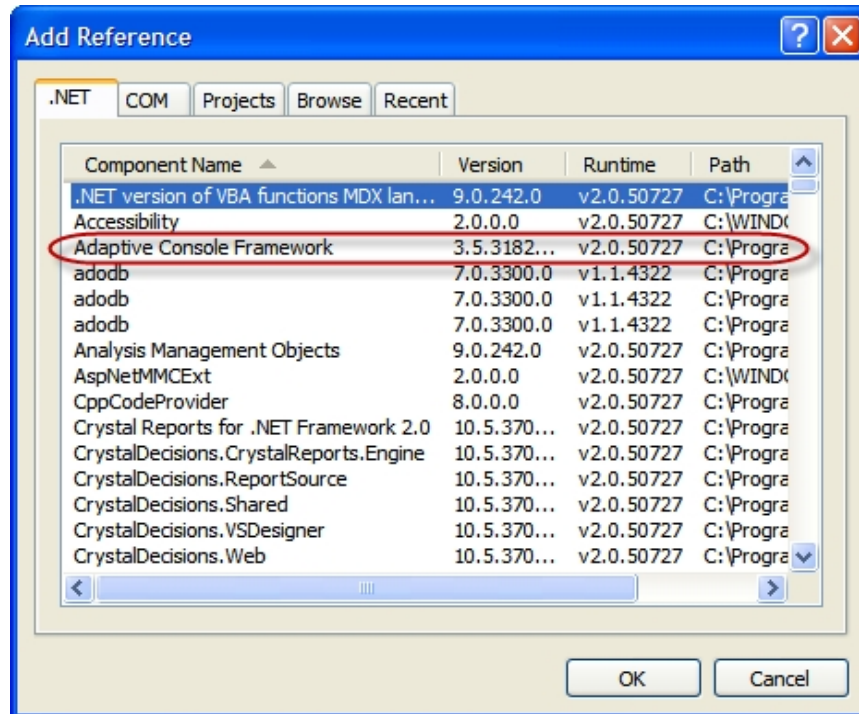 Add Reference
.NET COM Projects Browse Recent
Component Name Version Runtime Path
.NET version of VBA functions MDX lan... 9.0.242.0 v2.0.50727 C:\Progra
Accessibility 2.0.0.0 v2.0.50727 C:\WINDO
Adaptive Console Framework 3.5.3182... v2.0.50727 C:\Progra
adodb 7.0.3300.0 v1.1.4322 C:\Progra
adodb 7.0.3300.0 v1.1.4322 C:\Progra
adodb 7.0.3300.0 v1.1.4322 C:\Progra
Analysis Management Objects 9.0.242.0 v2.0.50727 C:\Progra
AspNetMMCExt 2.0.0.0 v2.0.50727 C:\WINDO
CppCodeProvider 8.0.0.0 v2.0.50727 C:\Progra
Crystal Reports for .NET Framework 2.0 10.5.370... v2.0.50727 C:\Progra
CrystalDecisions.CrystalReports.Engine 10.5.370... v2.0.50727 C:\Progra
CrystalDecisions.ReportSource 10.5.370... v2.0.50727 C:\Progra
CrystalDecisions.Shared 10.5.370... v2.0.50727 C:\Progra
CrystalDecisions.VSDesigner 10.5.370... v2.0.50727 C:\Progra
CrystalDecisions.Web 10.5.370... v2.0.50727 C:\Progra
OK Cancel